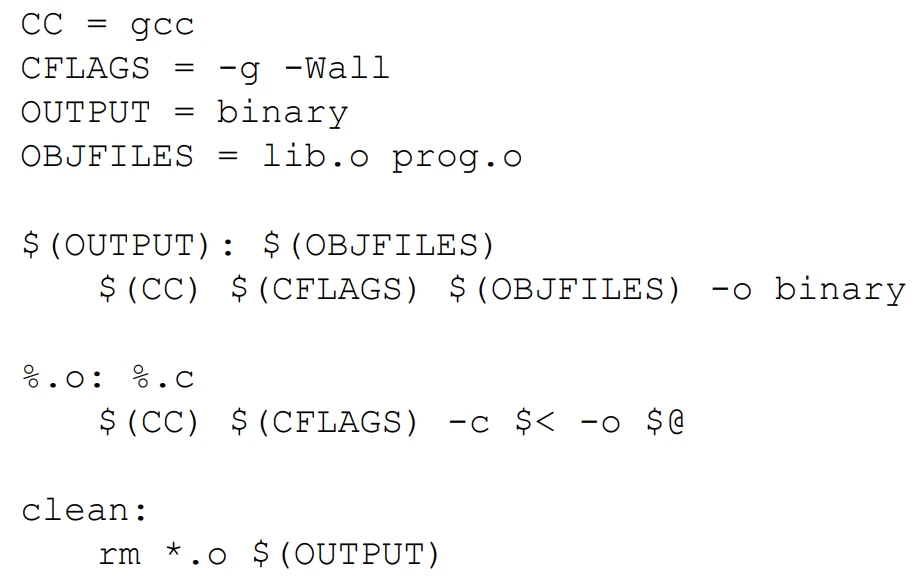 CC = gcc
CFLAGS = -g -Wall
OUTPUT = binary
OBJFILES = lib.o prog.o

$(OUTPUT): $(OBJFILES)
    $(CC) $(CFLAGS) $(OBJFILES) -o binary

%.o: %.c
    $(CC) $(CFLAGS) -c $< -o $@

clean:
    rm *.o $(OUTPUT)